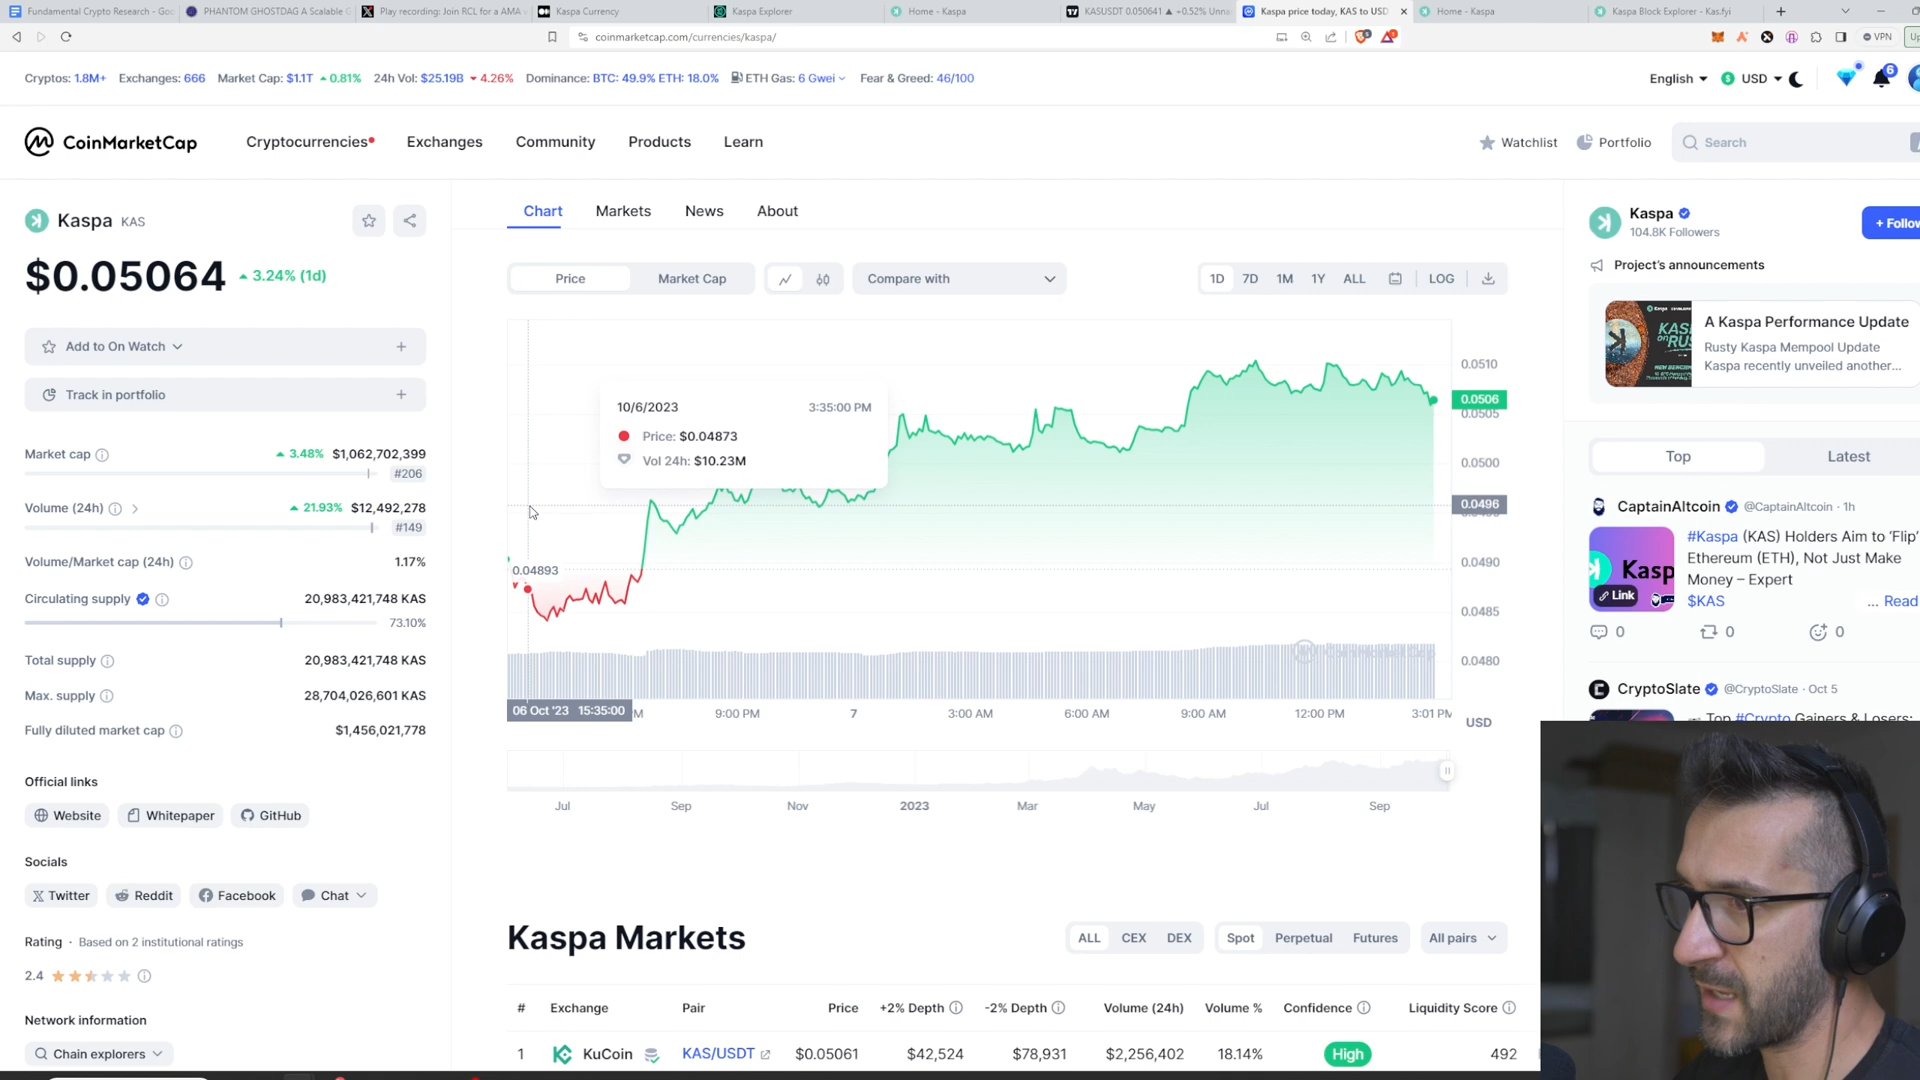 Fundamental Crypto Research - Goo
PHANTOM GHOSTDAG A Scalable G
Play recording: Join RCL for a AMA w
Kaspa Currency
Kaspa Explorer
Home - Kaspa
KASUSDT 0.050641 ▲ +0.52% Unna
Kaspa price today, KAS to USD
Home - Kaspa
Kaspa Block Explorer - Kas.fyi
coinmarketcap.com/currencies/kaspa/
VPN
Cryptos: 1.8M+ Exchanges: 666 Market Cap: $1.1T 0.81% 24h Vol: $25.19B 4.26% Dominance: BTC: 49.9% ETH: 18.0% ETH Gas: 6 Gwei Fear & Greed: 46/100
English USD 6
CoinMarketCap
Cryptocurrencies Exchanges Community Products Learn
Watchlist Portfolio Search
Kaspa KAS
$0.05064 3.24% (1d)
Add to On Watch
Track in portfolio
Market cap 3.48% $1,062,702,399
#206
Volume (24h) 21.93% $12,492,278
#149
Volume/Market cap (24h) 1.17%
Circulating supply 20,983,421,748 KAS
73.10%
Total supply 20,983,421,748 KAS
Max. supply 28,704,026,601 KAS
Fully diluted market cap $1,456,021,778
Official links
Website Whitepaper GitHub
Socials
Twitter Reddit Facebook Chat
Rating · Based on 2 institutional ratings
2.4
Network information
Chain explorers
Chart Markets News About
Price Market Cap Compare with 1D 7D 1M 1Y ALL LOG
10/6/2023 3:35:00 PM
Price: $0.04873
Vol 24h: $10.23M
0.04893
0.0510
0.0506
0.0505
0.0500
0.0496
0.0490
0.0485
0.0480
06 Oct '23 15:35:00 9:00 PM 7 3:00 AM 6:00 AM 9:00 AM 12:00 PM 3:01 PM
USD
Jul Sep Nov 2023 Mar May Jul Sep
Kaspa Markets
ALL CEX DEX Spot Perpetual Futures All pairs
# Exchange Pair Price +2% Depth -2% Depth Volume (24h) Volume % Confidence Liquidity Score
1 KuCoin KAS/USDT $0.05061 $42,524 $78,931 $2,256,402 18.14% High 492
Kaspa
104.8K Followers
+ Follow
Project's announcements
A Kaspa Performance Update
Rusty Kaspa Mempool Update
Kaspa recently unveiled another...
Top Latest
CaptainAltcoin @CaptainAltcoin · 1h
#Kaspa (KAS) Holders Aim to 'Flip'
Ethereum (ETH), Not Just Make
Money – Expert
$KAS ... Read
Link
0 0 0
CryptoSlate @CryptoSlate · Oct 5
Top #Crypto Gainers & Losers: